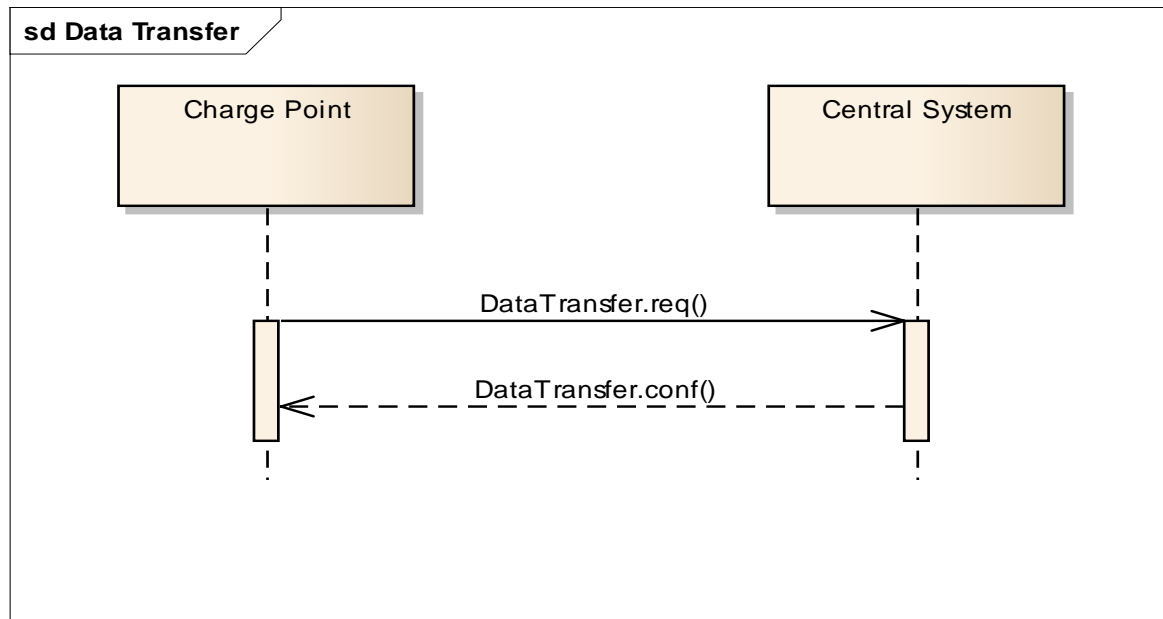 sd Data Transfer
Charge Point
Central System
DataTransfer.req()
DataTransfer.conf()